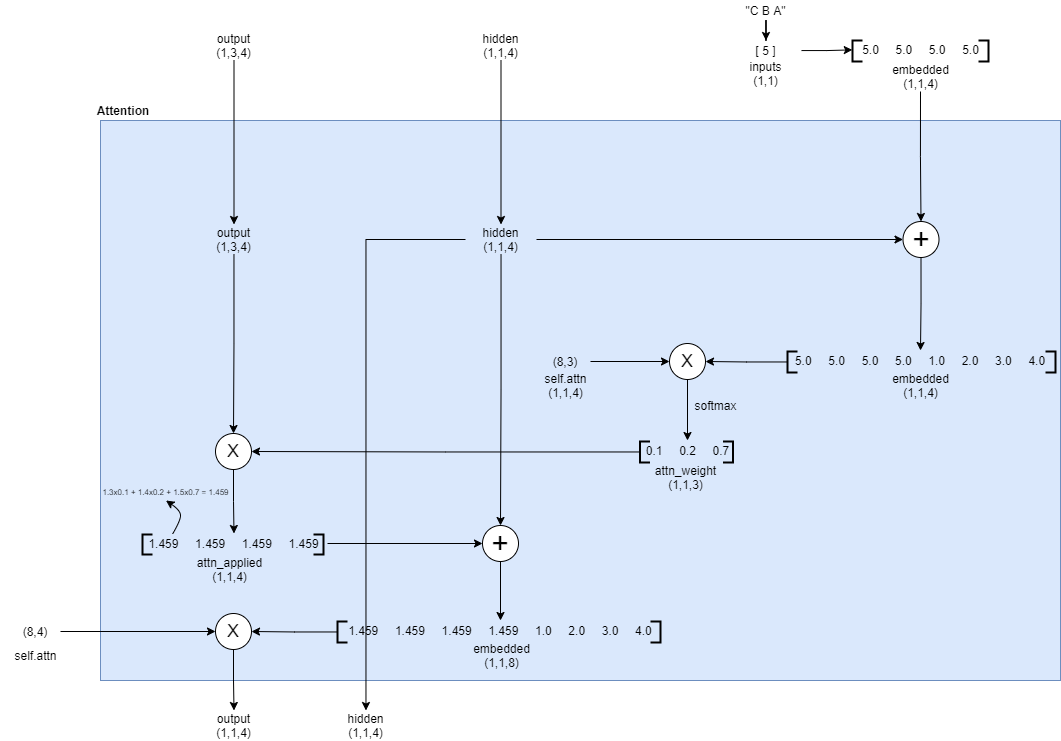 "C B A"
output
(1,3,4)
hidden
(1,1,4)
[ 5 ]
inputs
(1,1)
5.0 5.0 5.0 5.0
embedded
(1,1,4)
Attention
output
(1,3,4)
hidden
(1,1,4)
+
(8,3)
self.attn
(1,1,4)
X
5.0 5.0 5.0 5.0 1.0 2.0 3.0 4.0
embedded
(1,1,4)
softmax
X
0.1 0.2 0.7
attn_weight
(1,1,3)
1.3x0.1 + 1.4x0.2 + 1.5x0.7 = 1.459
1.459 1.459 1.459 1.459
attn_applied
(1,1,4)
+
(8,4)
self.attn
X
1.459 1.459 1.459 1.459 1.0 2.0 3.0 4.0
embedded
(1,1,8)
output
(1,1,4)
hidden
(1,1,4)